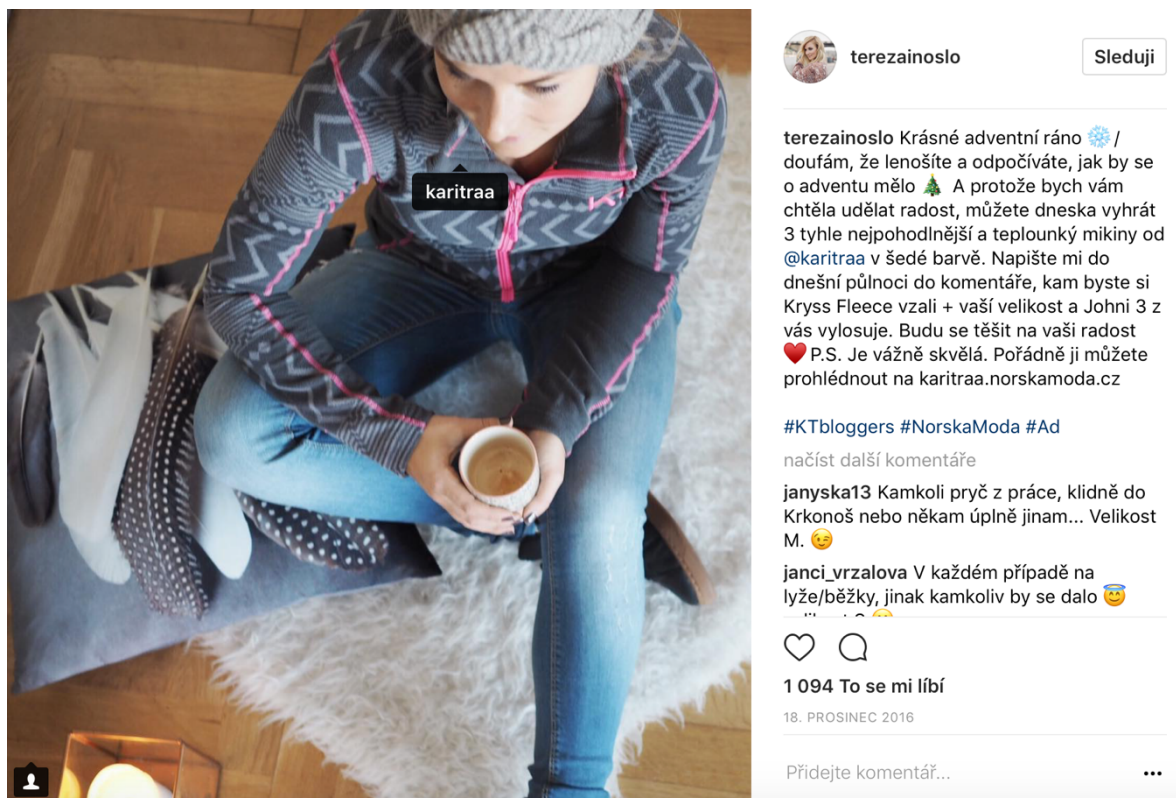 karitraa
terezainoslo
Sleduji
terezainoslo Krásné adventní ráno ❄️ /
doufám, že lenošíte a odpočíváte, jak by se
o adventu mělo 🎄 A protože bych vám
chtěla udělat radost, můžete dneska vyhrát
3 tyhle nejpohodlnější a teplounký mikiny od
@karitraa v šedé barvě. Napište mi do
dnešní půlnoci do komentáře, kam byste si
Kryss Fleece vzali + vaší velikost a Johni 3 z
vás vylosuje. Budu se těšit na vaši radost
♥️ P.S. Je vážně skvělá. Pořádně ji můžete
prohlédnout na karitraa.norskamoda.cz
#KTbloggers #NorskaModa #Ad
načíst další komentáře
janyska13 Kamkoli pryč z práce, klidně do
Krkonoš nebo někam úplně jinam... Velikost
M. 😉
janci_vrzalova V každém případě na
lyže/běžky, jinak kamkoliv by se dalo 😇
1 094 To se mi líbí
18. PROSINEC 2016
Přidejte komentář...